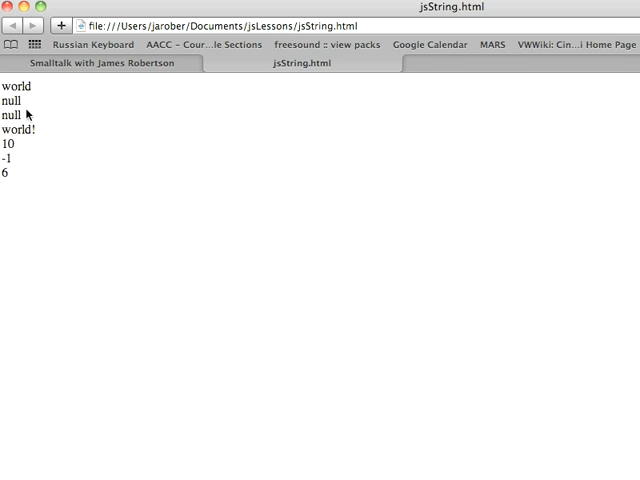 jsString.html
file:///Users/jarober/Documents/jsLessons/jsString.html
Russian Keyboard AACC – Cour...le Sections freesound :: view packs Google Calendar MARS VWWiki: Cin...i Home Page
Smalltalk with James Robertson jsString.html
world
null
null
world!
10
-1
6